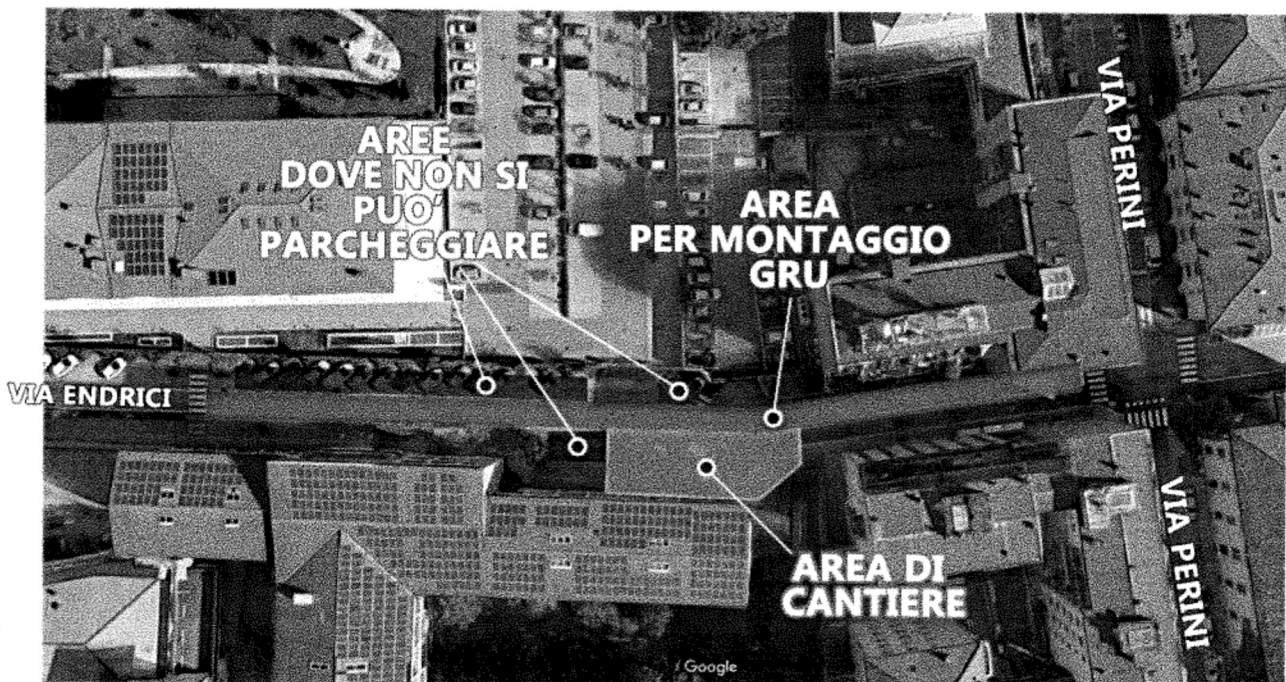 AREE
DOVE NON SI
PUO'
PARCHEGGIARE
AREA
PER MONTAGGIO
GRU
VIA PERINI
VIA ENDRICI
AREA DI
CANTIERE
VIA PERINI
Google